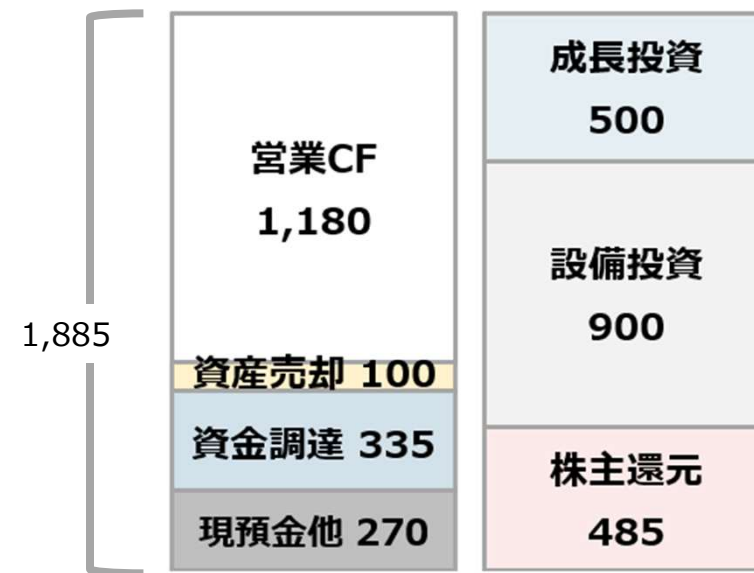 1,885
営業CF
1,180
資産売却 100
資金調達 335
現預金他 270
成長投資
500
設備投資
900
株主還元
485